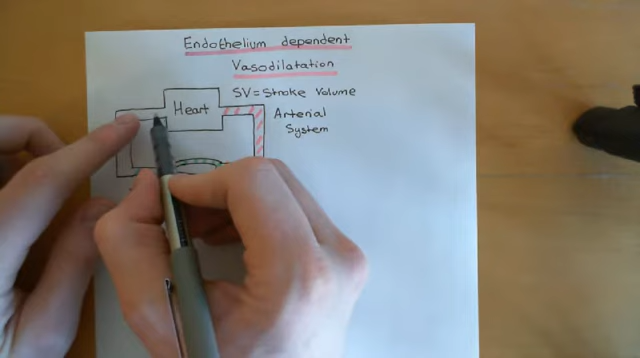 Endothelium dependent
Vasodilatation
SV = Stroke Volume
Heart
Arterial
System